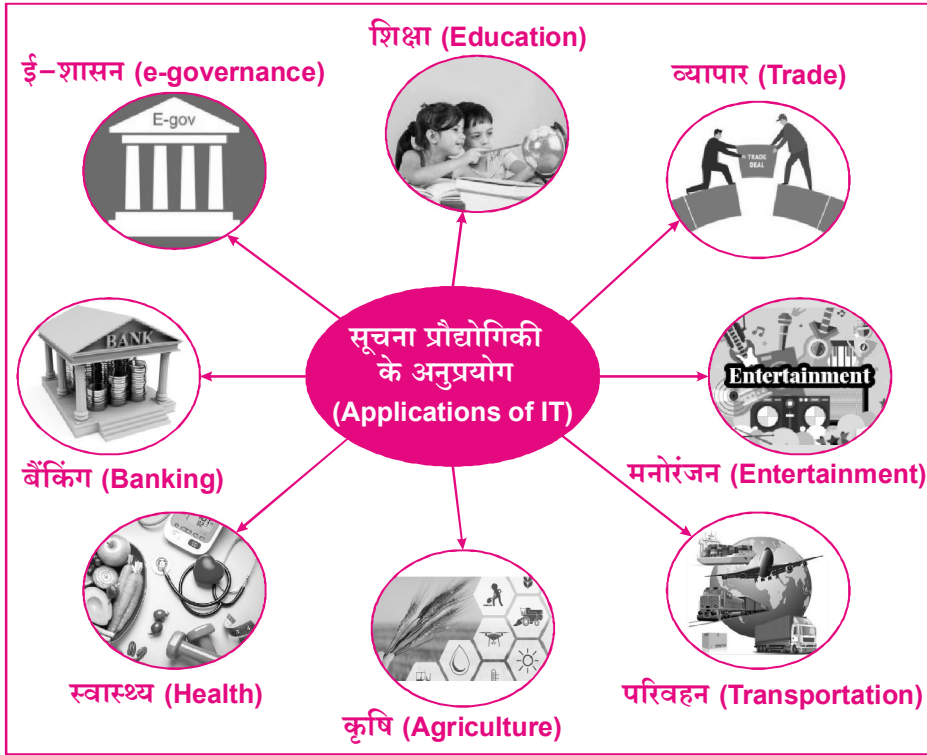 शिक्षा (Education)
ई-शासन (e-governance)
व्यापार (Trade)
E-gov
TRADE
DEAL
सूचना प्रौद्योगिकी
के अनुप्रयोग
(Applications of IT)
BANK
Entertainment
बैंकिंग (Banking)
मनोरंजन (Entertainment)
स्वास्थ्य (Health)
कृषि (Agriculture)
परिवहन (Transportation)